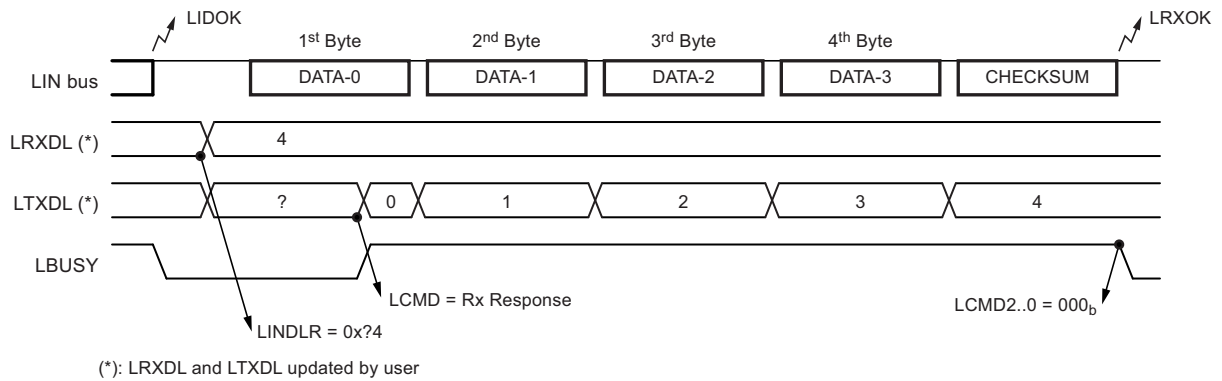 LIDOK
LRXOK
1st Byte 2nd Byte 3rd Byte 4th Byte
LIN bus DATA-0 DATA-1 DATA-2 DATA-3 CHECKSUM
LRXDL (*) 4
LTXDL (*) ? 0 1 2 3 4
LBUSY
LCMD = Rx Response
LCMD2..0 = 000b
LINDLR = 0x?4
(*): LRXDL and LTXDL updated by user